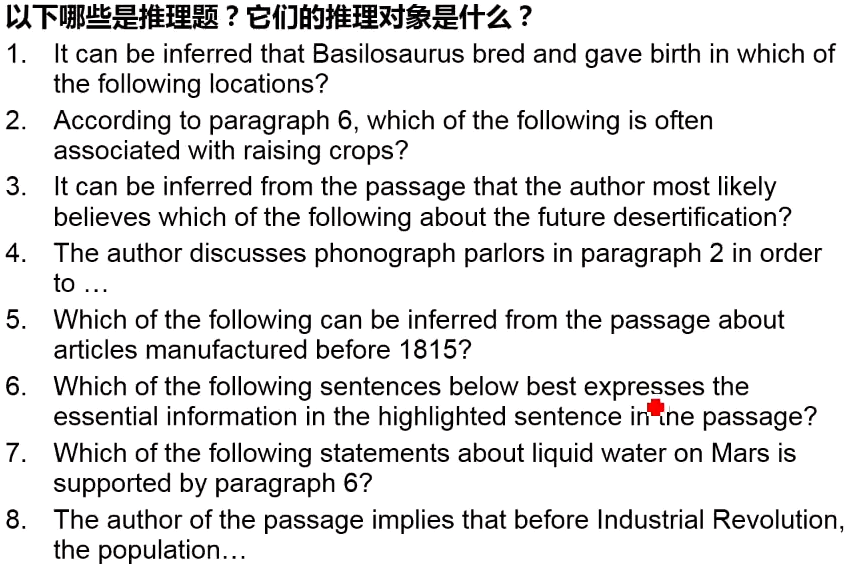 以下哪些是推理题？它们的推理对象是什么？
1. It can be inferred that Basilosaurus bred and gave birth in which of
the following locations?
2. According to paragraph 6, which of the following is often
associated with raising crops?
3. It can be inferred from the passage that the author most likely
believes which of the following about the future desertification?
4. The author discusses phonograph parlors in paragraph 2 in order
to …
5. Which of the following can be inferred from the passage about
articles manufactured before 1815?
6. Which of the following sentences below best expresses the
essential information in the highlighted sentence in the passage?
7. Which of the following statements about liquid water on Mars is
supported by paragraph 6?
8. The author of the passage implies that before Industrial Revolution,
the population…